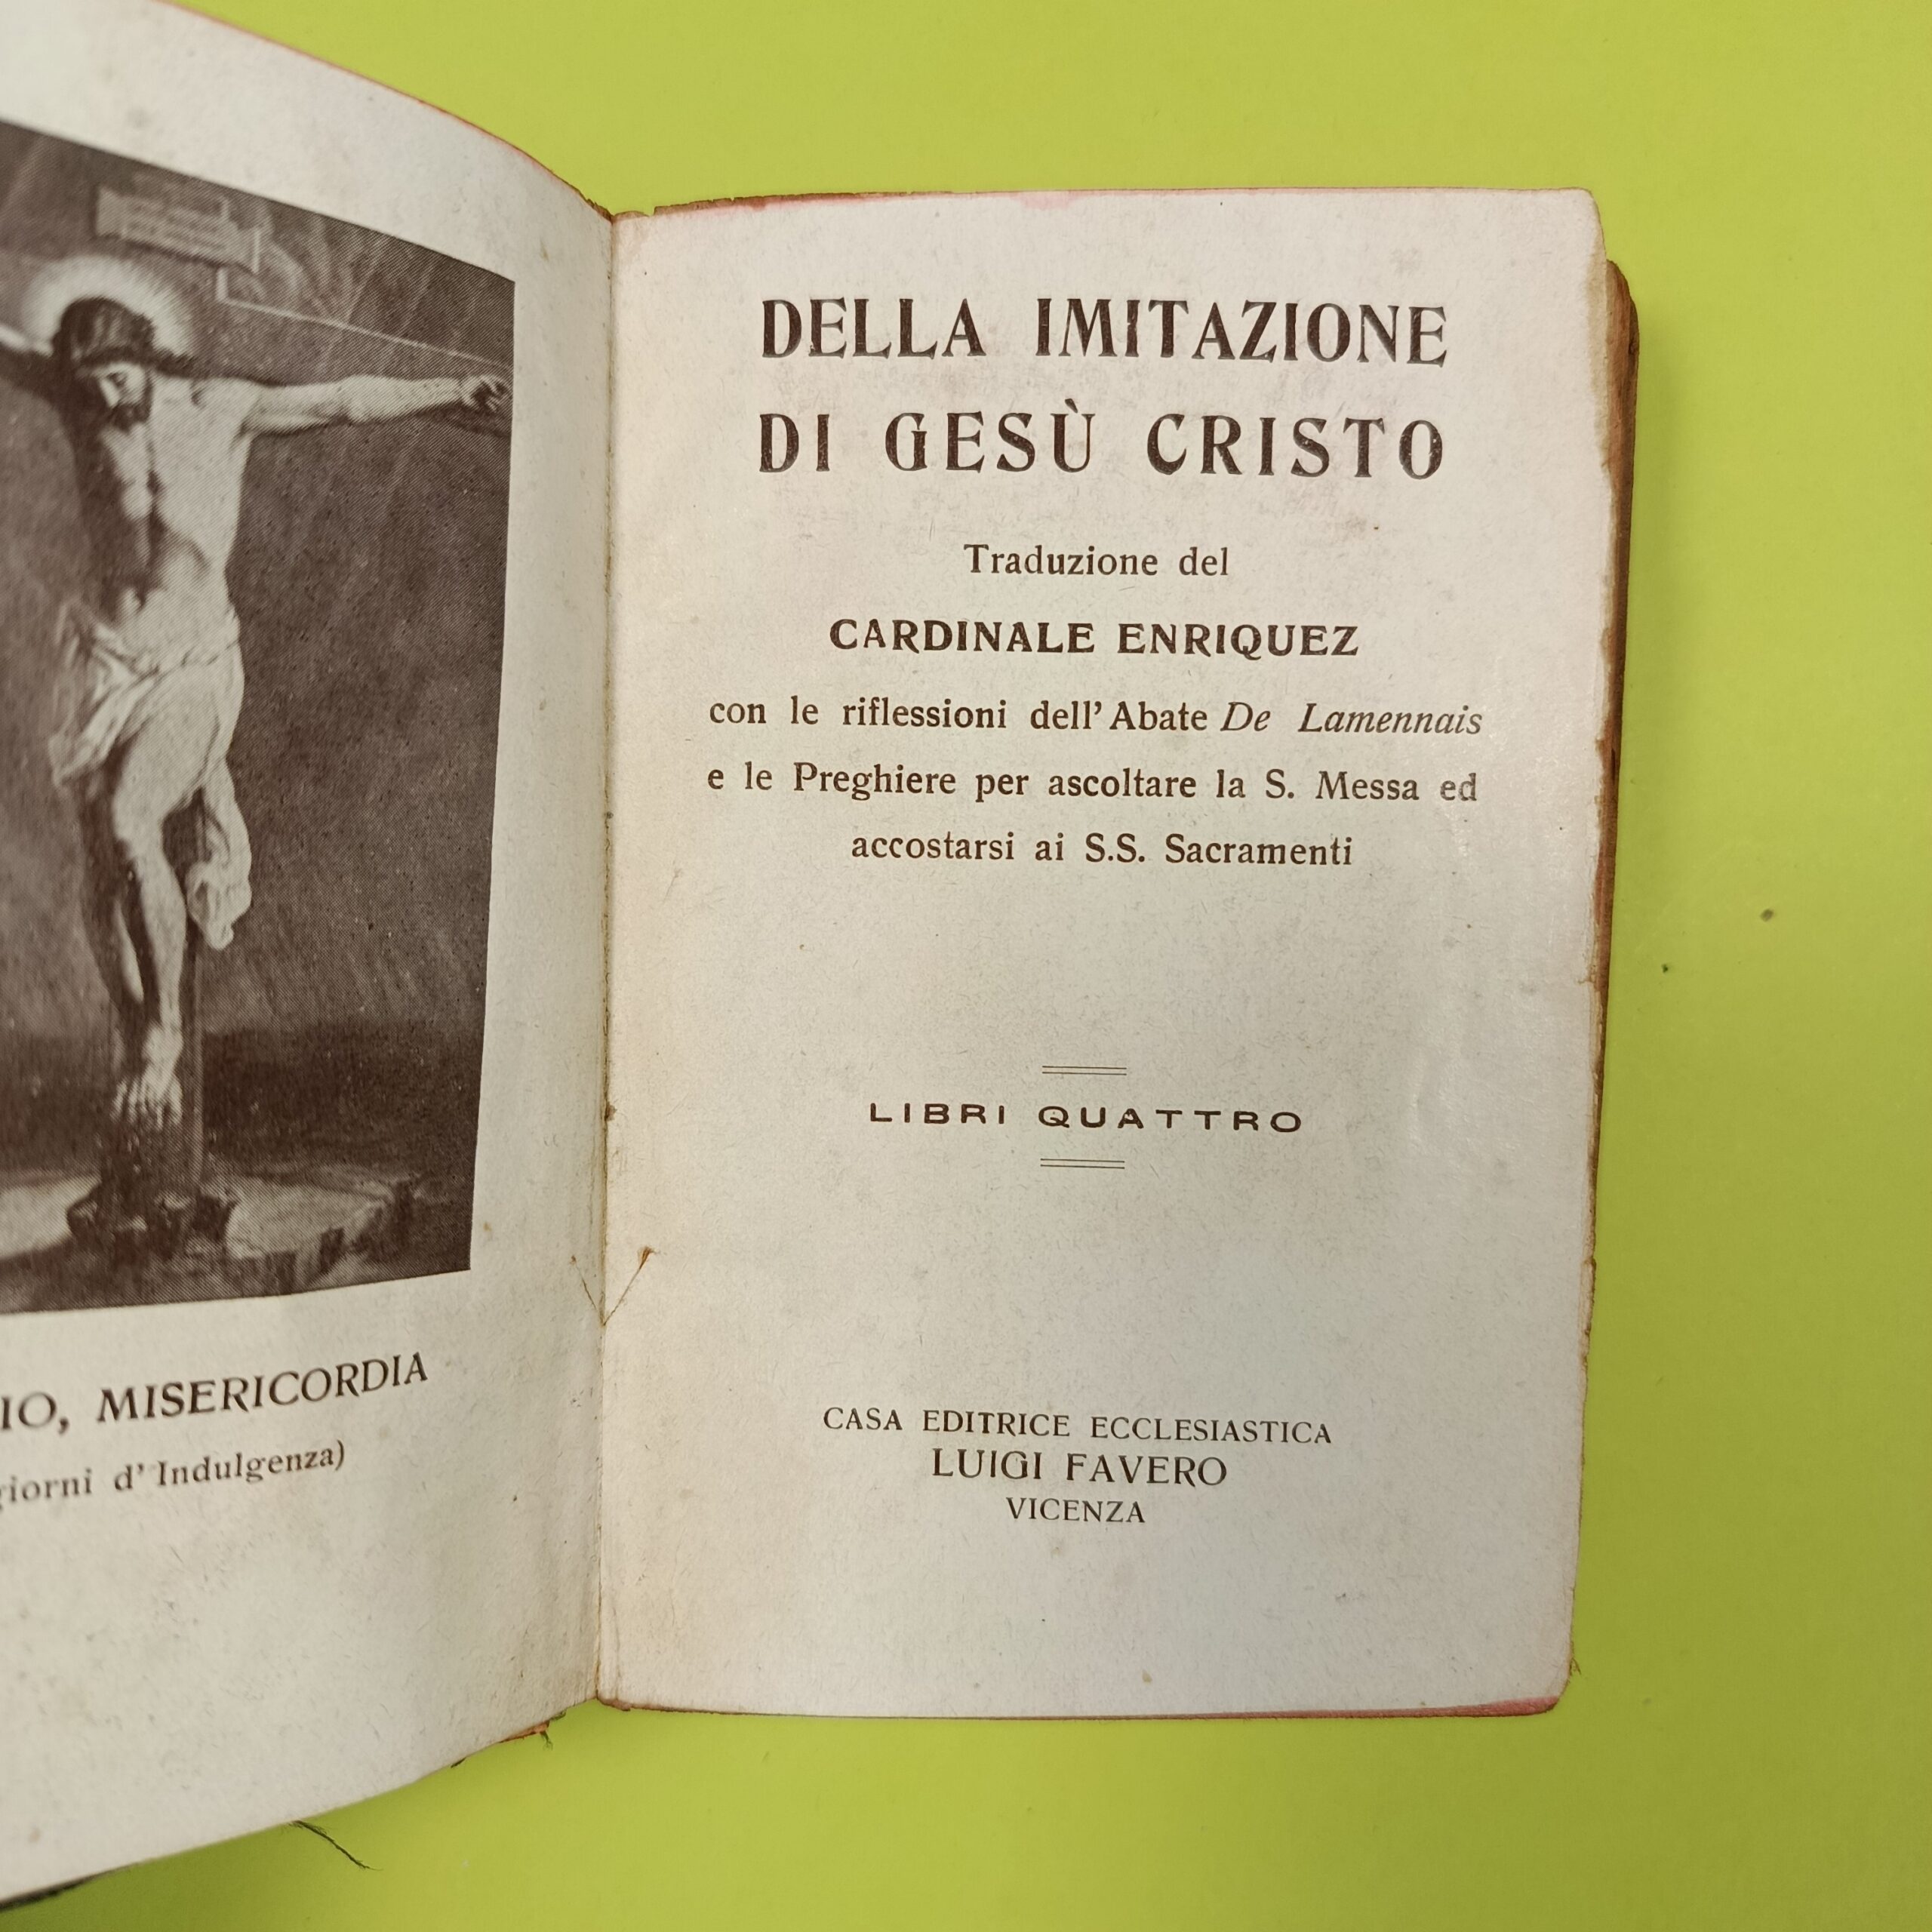 MISERICORDIA
giorni d' Indulgenza)
DELLA IMITAZIONE
DI GESÙ CRISTO
Traduzione del
CARDINALE ENRIQUEZ
con le riflessioni dell' Abate De Lamennais
e le Preghiere per ascoltare la S. Messa ed
accostarsi ai S.S. Sacramenti
LIBRI QUATTRO
CASA EDITRICE ECCLESIASTICA
LUIGI FAVERO
VICENZA